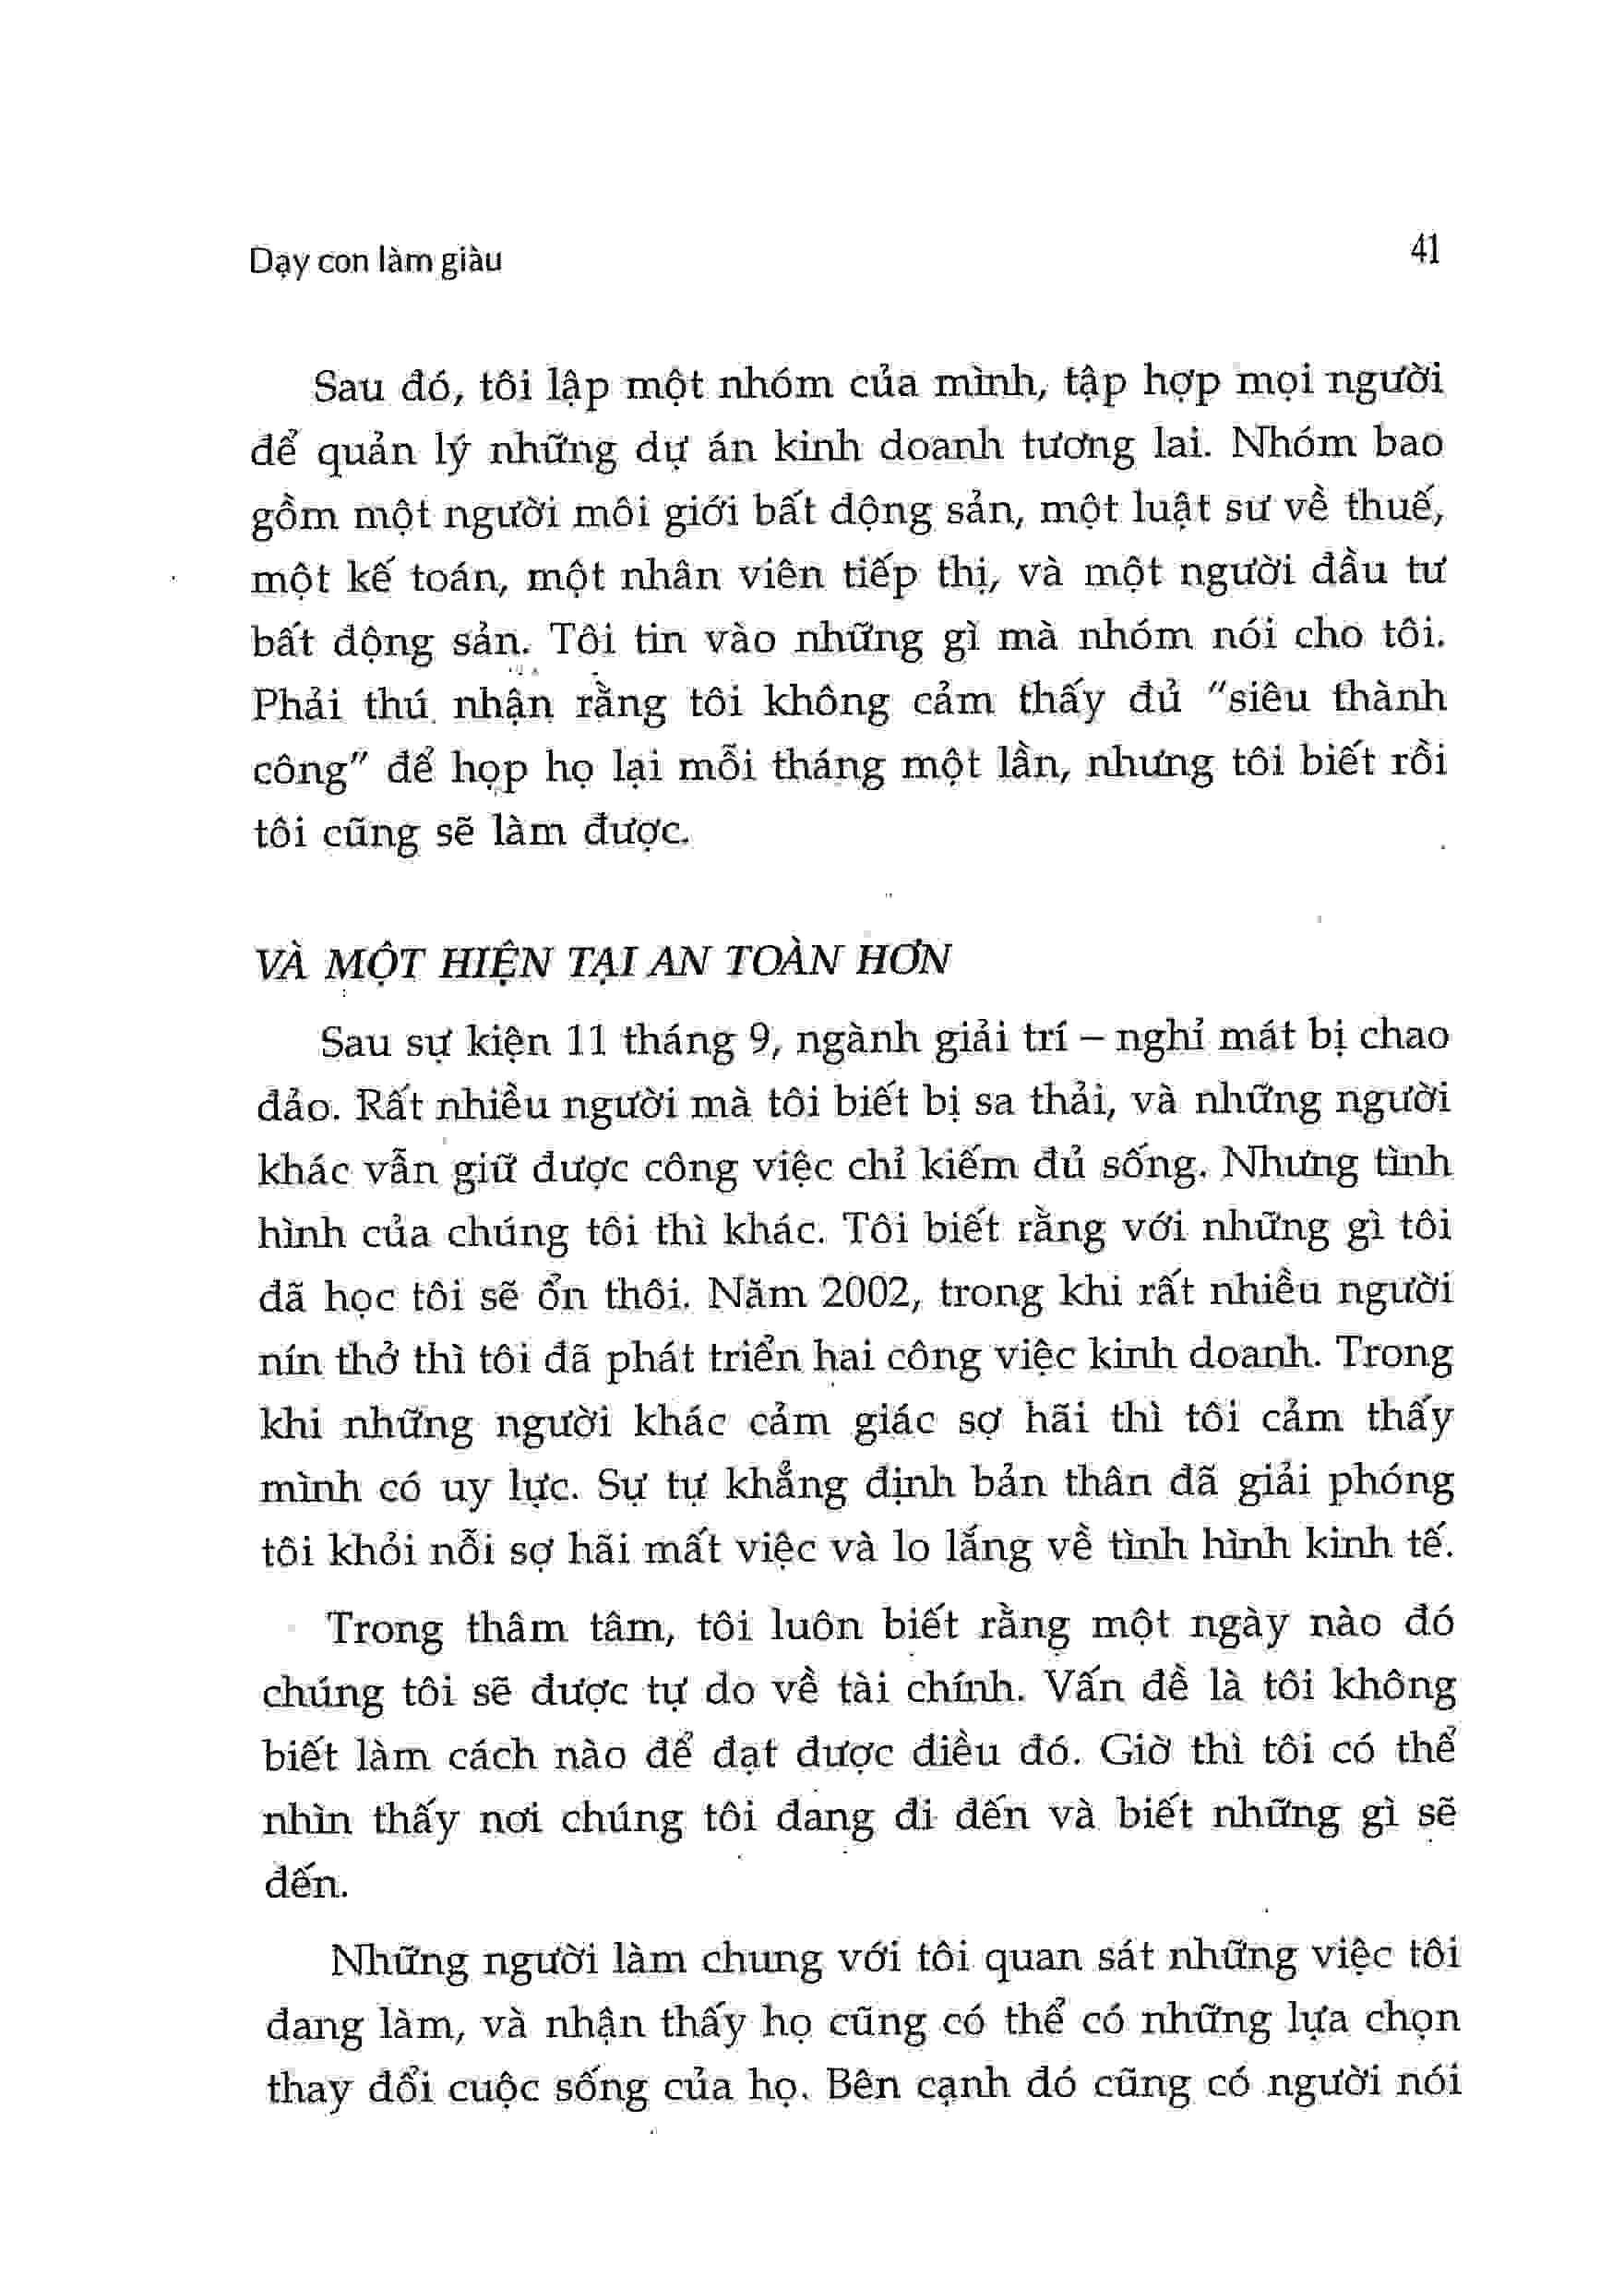 Dạy con làm giàu
41
Sau đó, tôi lập một nhóm của mình, tập hợp mọi người
để quản lý những dự án kinh doanh tương lai. Nhóm bao
gồm một người môi giới bất động sản, một luật sư về thuế,
một kế toán, một nhân viên tiếp thị, và một người đầu tư
bất động sản. Tôi tin vào những gì mà nhóm nói cho tôi.
Phải thú nhận rằng tôi không cảm thấy đủ "siêu thành
công" để họp họ lại mỗi tháng một lần, nhưng tôi biết rồi
tôi cũng sẽ làm được.
VÀ MỘT HIỆN TẠI AN TOÀN HƠN
Sau sự kiện 11 tháng 9, ngành giải trí – nghỉ mát bị chao
đảo. Rất nhiều người mà tôi biết bị sa thải, và những người
khác vẫn giữ được công việc chỉ kiếm đủ sống. Nhưng tình
hình của chúng tôi thì khác. Tôi biết rằng với những gì tôi
đã học tôi sẽ ổn thôi. Năm 2002, trong khi rất nhiều người
nín thở thì tôi đã phát triển hai công việc kinh doanh. Trong
khi những người khác cảm giác sợ hãi thì tôi cảm thấy
mình có uy lực. Sự tự khẳng định bản thân đã giải phóng
tôi khỏi nỗi sợ hãi mất việc và lo lắng về tình hình kinh tế.
Trong thâm tâm, tôi luôn biết rằng một ngày nào đó
chúng tôi sẽ được tự do về tài chính. Vấn đề là tôi không
biết làm cách nào để đạt được điều đó. Giờ thì tôi có thể
nhìn thấy nơi chúng tôi đang đi đến và biết những gì sẽ
đến.
Những người làm chung với tôi quan sát những việc tôi
đang làm, và nhận thấy họ cũng có thể có những lựa chọn
thay đổi cuộc sống của họ. Bên cạnh đó cũng có người nói